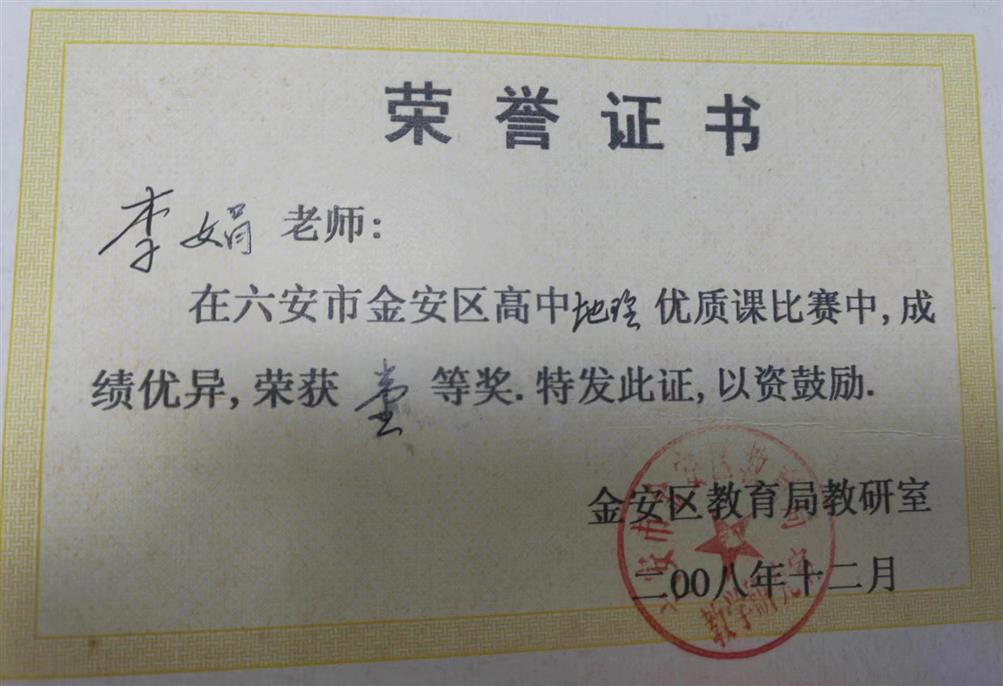 荣誉证书
李娟 老师:
在六安市金安区高中地理优质课比赛中,成
绩优异,荣获 壹 等奖.特发此证,以资鼓励.
金安区教育局教研室
二00八年十二月